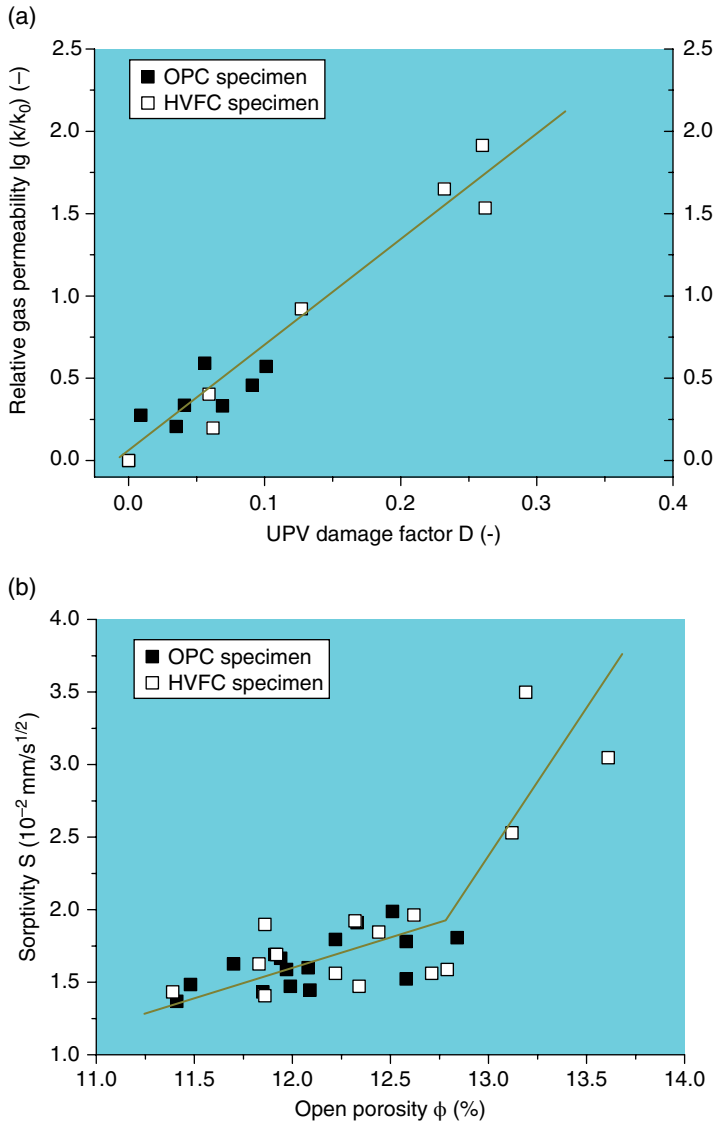 (a)
Relative gas permeability lg (k/k0) (–)
2.5
2.0
1.5
1.0
0.5
0.0
OPC specimen
HVFC specimen
2.5
2.0
1.5
1.0
0.5
0.0
0.0 0.1 0.2 0.3 0.4
UPV damage factor D (-)
(b)
Sorptivity S (10⁻² mm/s¹/²)
4.0
3.5
3.0
2.5
2.0
1.5
1.0
OPC specimen
HVFC specimen
11.0 11.5 12.0 12.5 13.0 13.5 14.0
Open porosity ϕ (%)